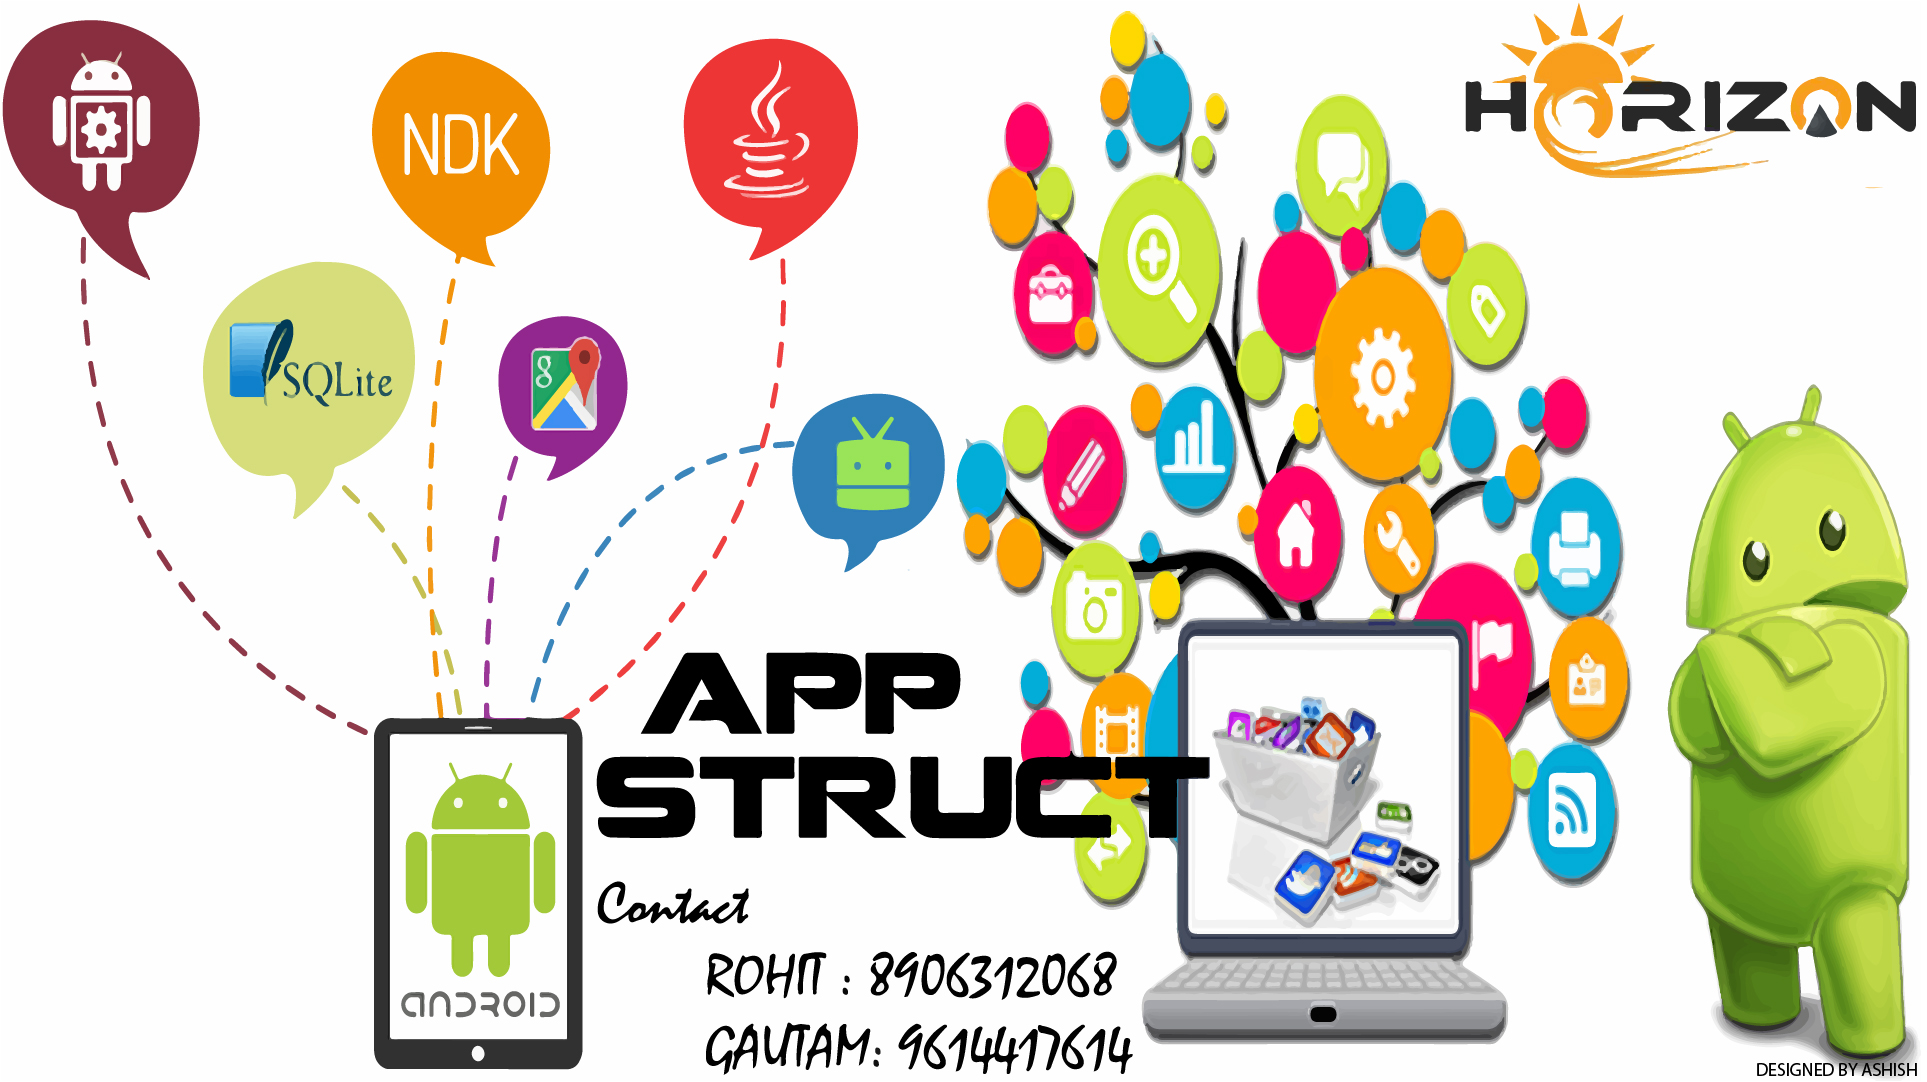 HORIZON
NDK
SQLite
g
APP
STRUCT
Contact
ROHIT : 8906312068
GAUTAM: 9614417614
ANDROID
DESIGNED BY ASHISH